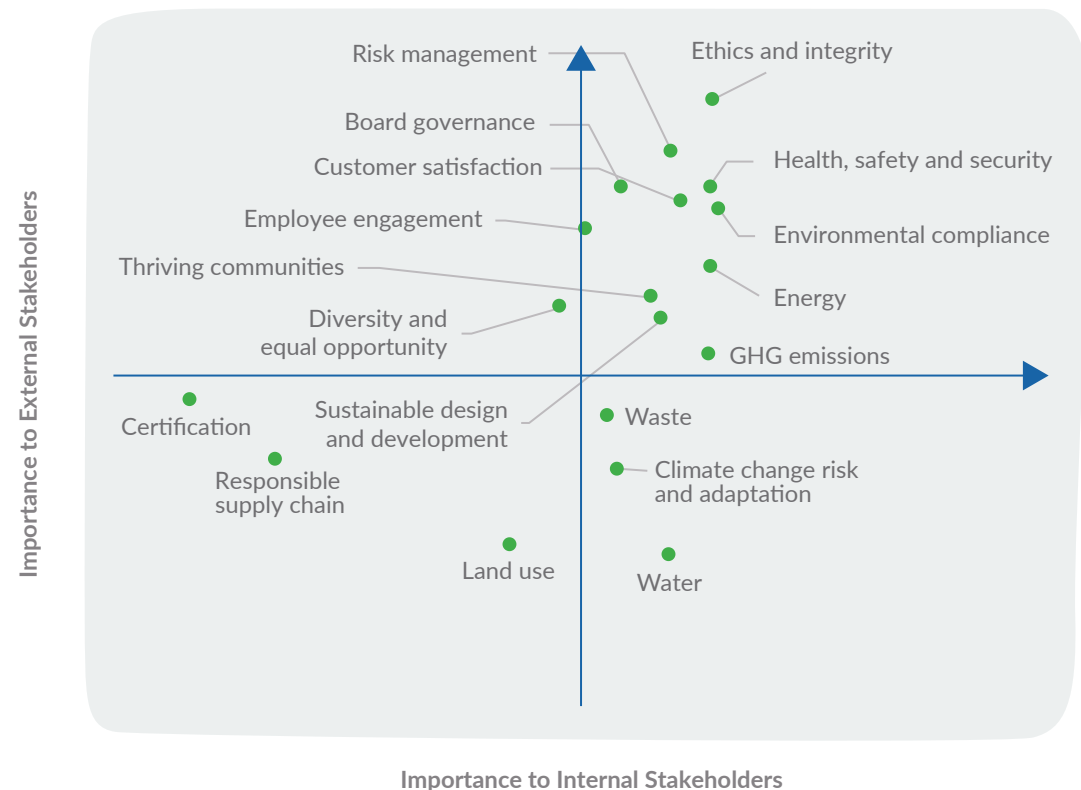 Ethics and integrity
Risk management
Board governance
Health, safety and security
Customer satisfaction
Employee engagement
Environmental compliance
Thriving communities
Energy
Diversity and
equal opportunity
GHG emissions
Sustainable design
and development
Waste
Certification
Climate change risk
and adaptation
Responsible
supply chain
Land use
Water
Importance to External Stakeholders
Importance to Internal Stakeholders